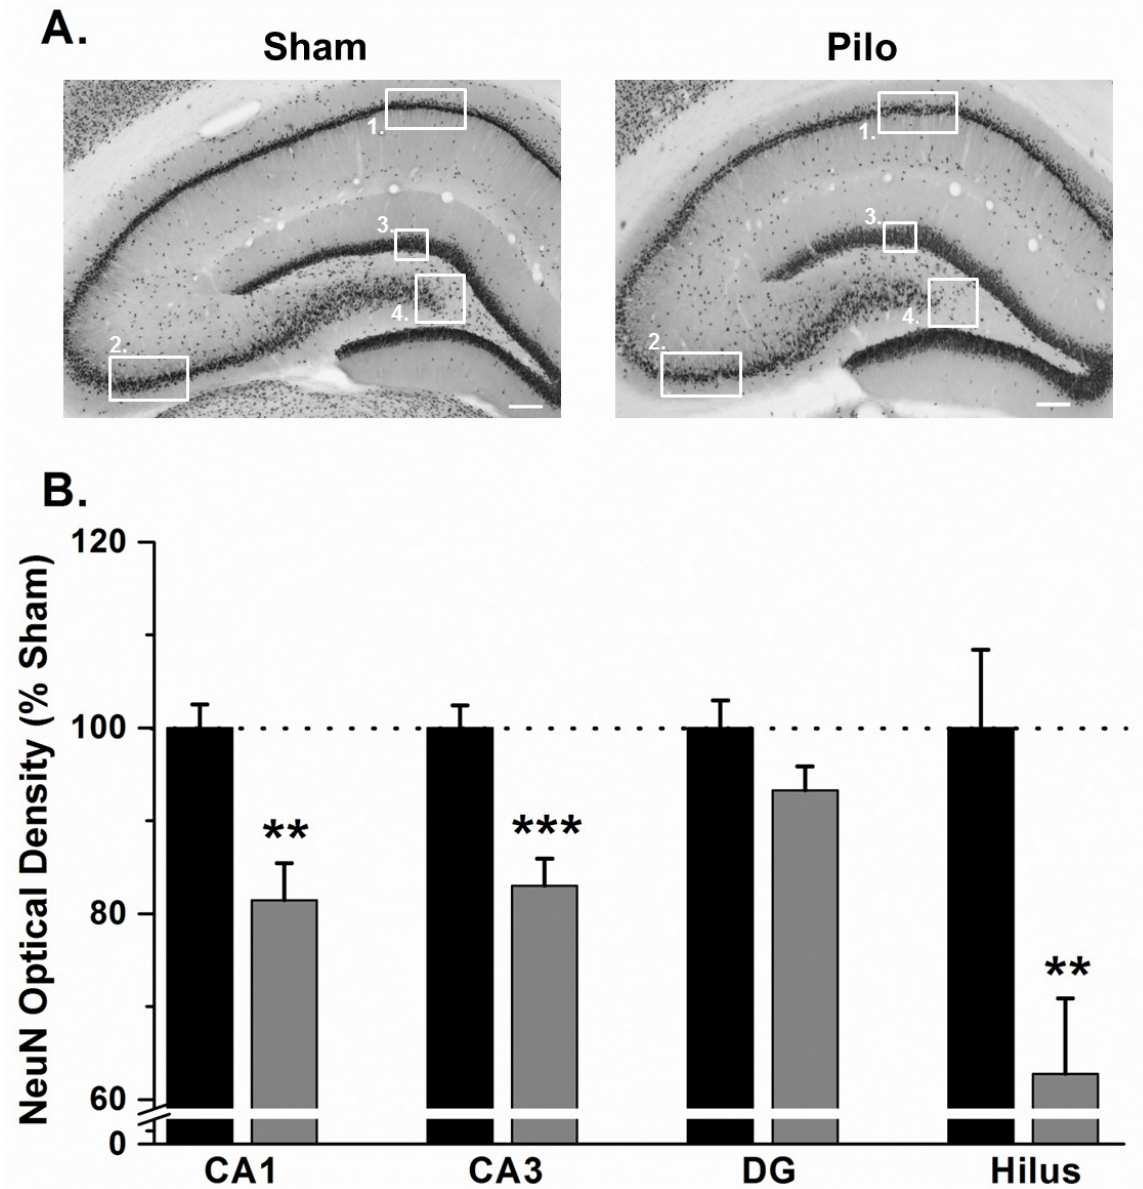 A.
Sham
Pilo
1.
2.
3.
4.
1.
2.
3.
4.
B.
NeuN Optical Density (% Sham)
120
100
80
60
0
**
***
**
CA1
CA3
DG
Hilus